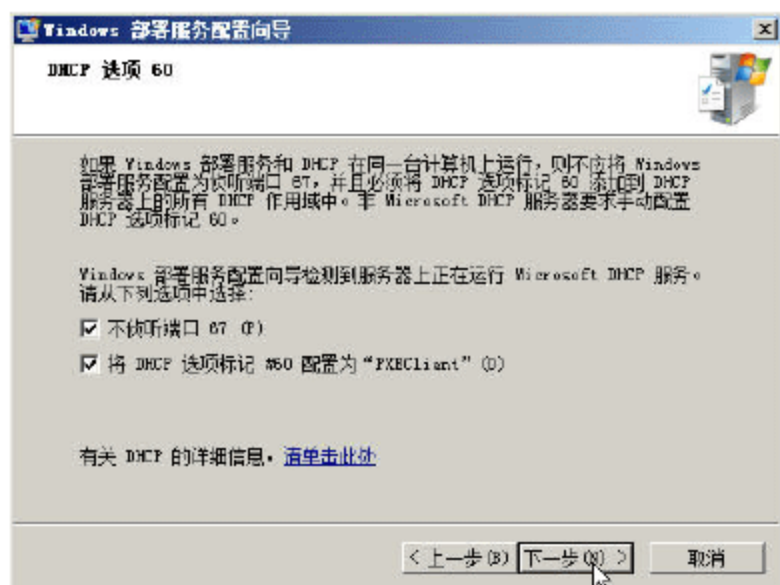 Windows 部署服务配置向导
DHCP 选项 60
如果 Windows 部署服务和 DHCP 在同一台计算机上运行，则不应将 Windows
部署服务配置为侦听端口 67，并且必须将 DHCP 选项标记 60 添加到 DHCP
服务器上的所有 DHCP 作用域中。非 Microsoft DHCP 服务器要求手动配置
DHCP 选项标记 60。
Windows 部署服务配置向导检测到服务器上正在运行 Microsoft DHCP 服务。
请从下列选项中选择:
不侦听端口 67 (P)
将 DHCP 选项标记 #60 配置为“PXEClient”(O)
有关 DHCP 的详细信息，请单击此处
< 上一步(B)
下一步(N) >
取消